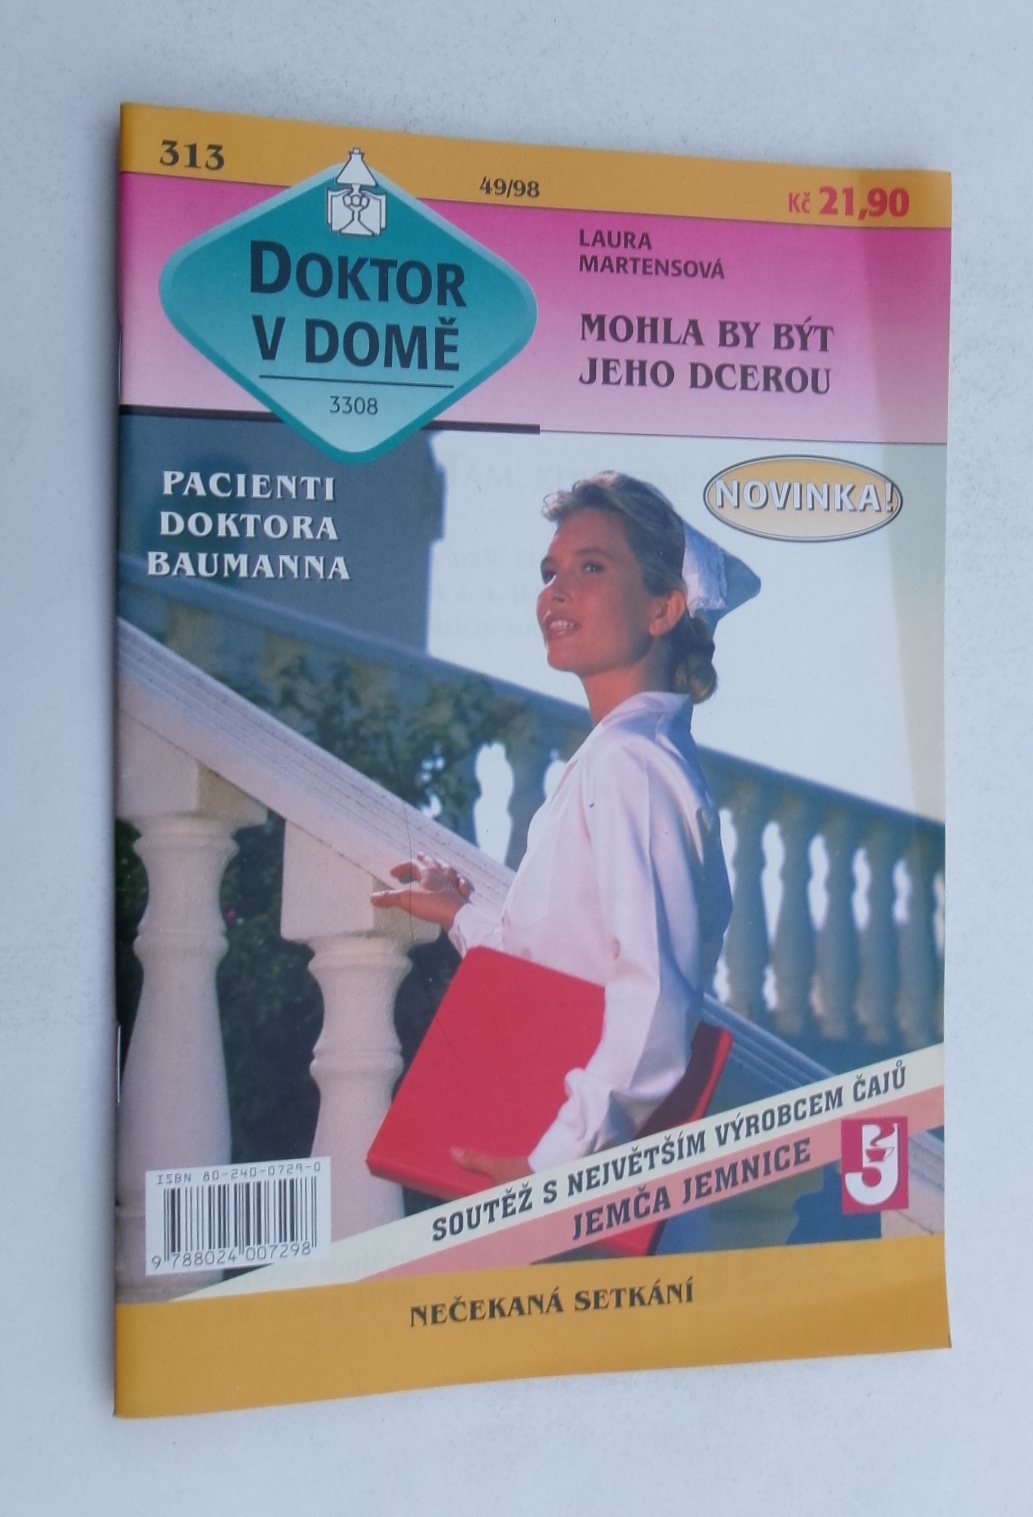 313
49/98
Kč 21,90
DOKTOR
V DOMĚ
3308
LAURA
MARTENSOVÁ
MOHLA BY BÝT
JEHO DCEROU
PACIENTI
DOKTORA
BAUMANNA
NOVINKA!
SOUTĚŽ S NEJVĚTŠÍM VÝROBCEM ČAJŮ
JEMČA JEMNICE
ISBN 80-240-0729-0
9 788024 007298
NEČEKANÁ SETKÁNÍ